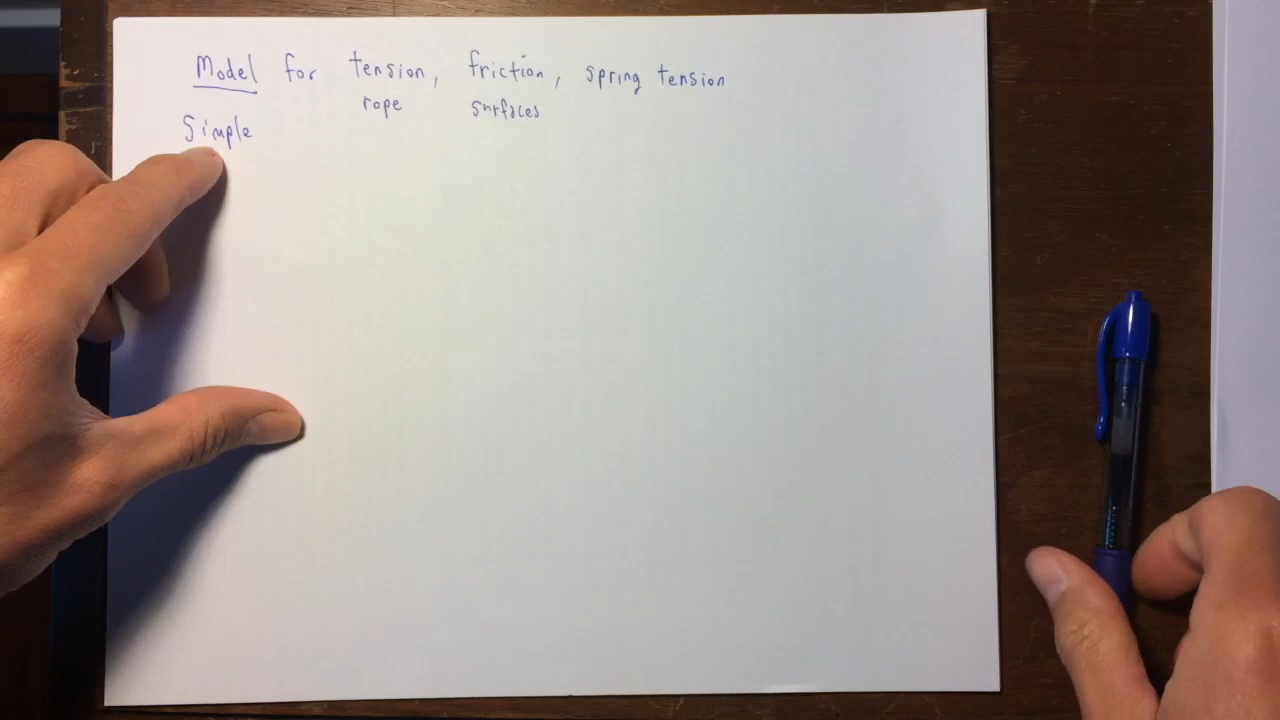 Model for tension, friction, spring tension
rope surfaces
Simple